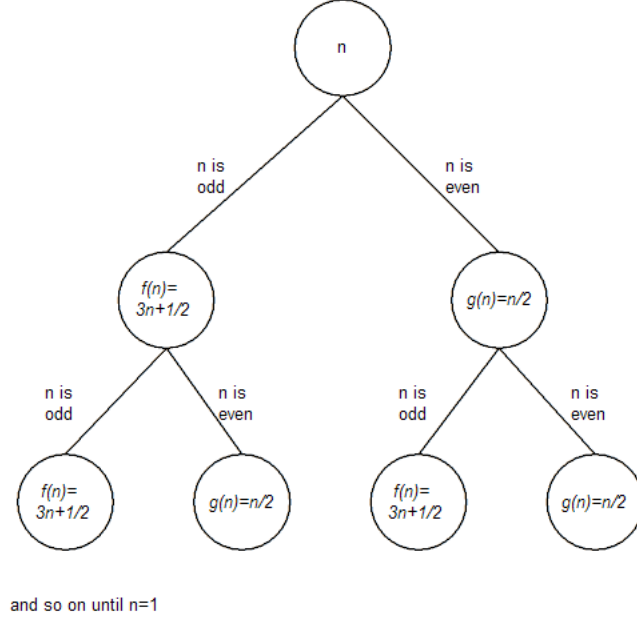 n
n is
odd
n is
even
f(n)=
3n+1/2
g(n)=n/2
n is
odd
n is
even
n is
odd
n is
even
f(n)=
3n+1/2
g(n)=n/2
f(n)=
3n+1/2
g(n)=n/2
and so on until n=1